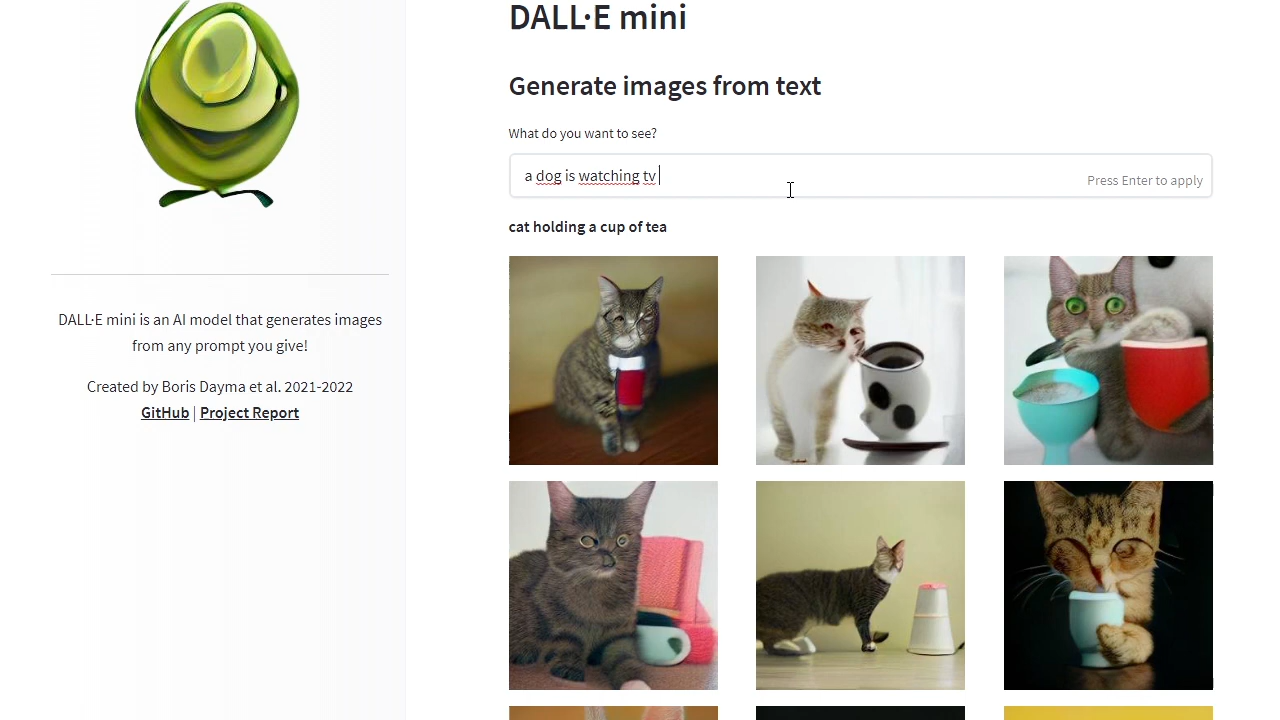 DALL·E mini
Generate images from text
What do you want to see?
a dog is watching tv
Press Enter to apply
cat holding a cup of tea
DALL·E mini is an AI model that generates images
from any prompt you give!
Created by Boris Dayma et al. 2021-2022
GitHub | Project Report